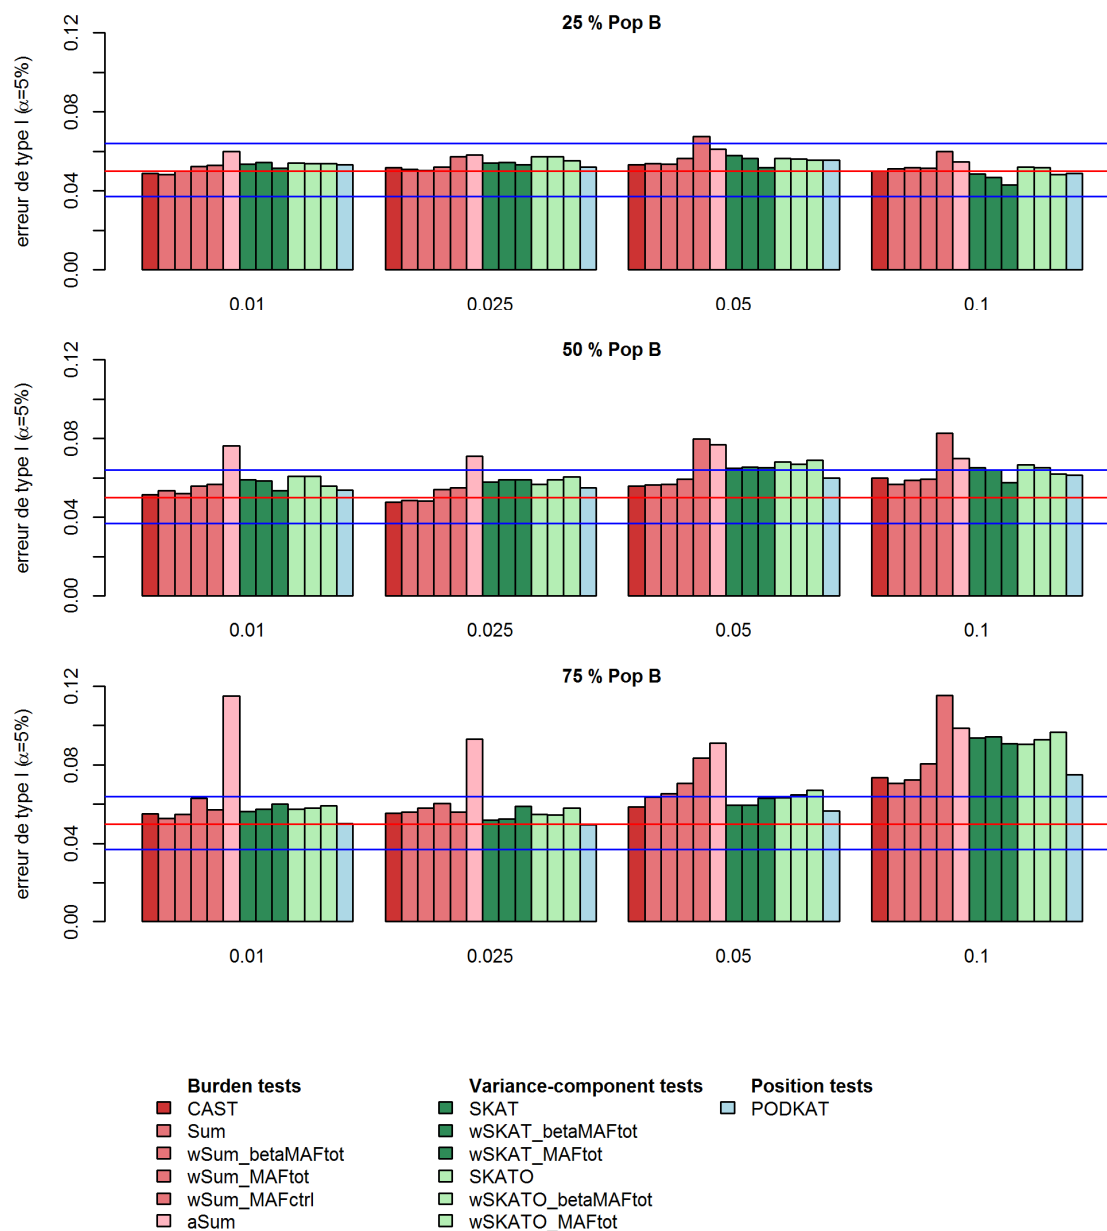 25 % Pop B
erreur de type I (α=5%)
0.00 0.04 0.08 0.12
0.01 0.025 0.05 0.1
50 % Pop B
erreur de type I (α=5%)
0.00 0.04 0.08 0.12
0.01 0.025 0.05 0.1
75 % Pop B
erreur de type I (α=5%)
0.00 0.04 0.08 0.12
0.01 0.025 0.05 0.1
Burden tests
CAST
Sum
wSum_betaMAFtot
wSum_MAFtot
wSum_MAFctrl
aSum
Variance-component tests
SKAT
wSKAT_betaMAFtot
wSKAT_MAFtot
SKATO
wSKATO_betaMAFtot
wSKATO_MAFtot
Position tests
PODKAT